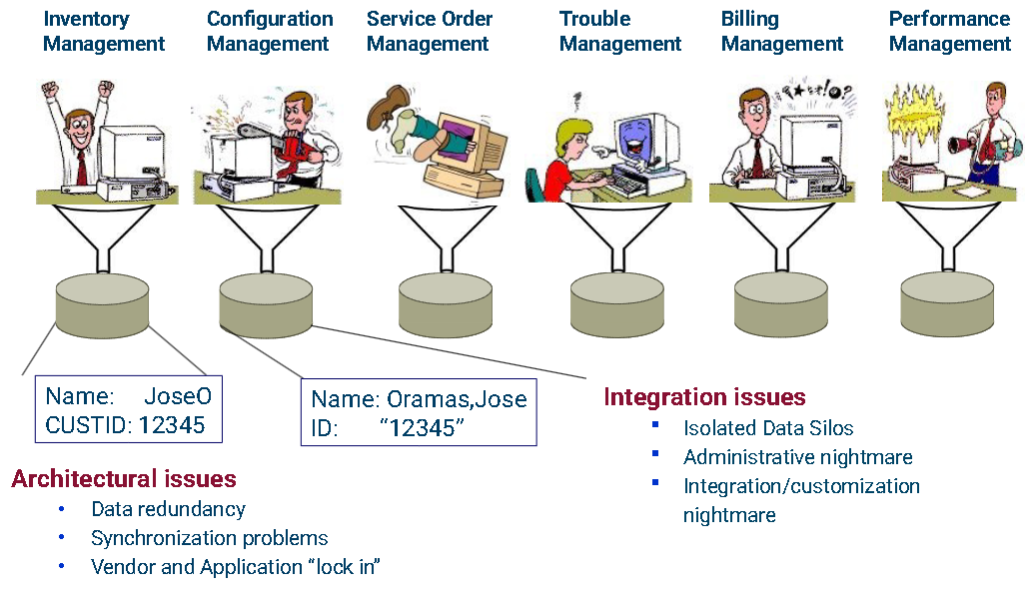 Inventory
Management
Configuration
Management
Service Order
Management
Trouble
Management
Billing
Management
Performance
Management
Name: JoseO
CUSTID: 12345
Name: Oramas,Jose
ID: “12345”
Integration issues
▪ Isolated Data Silos
▪ Administrative nightmare
▪ Integration/customization
nightmare
Architectural issues
• Data redundancy
• Synchronization problems
• Vendor and Application “lock in”